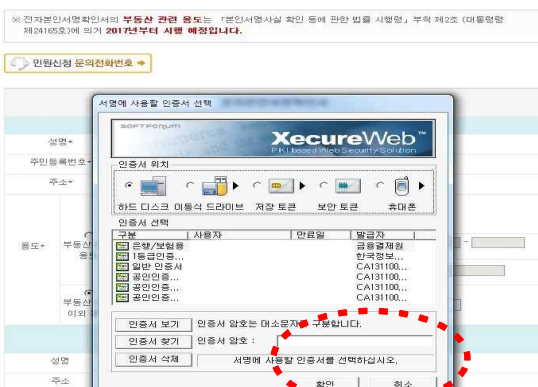 ※ 전자본인서명확인서의 부동산 관련 용도는 「본인서명사실 확인 등에 관한 법률 시행령」부칙 제2조 (대통령령
제24165호)에 의거 2017년부터 시행 예정입니다.
민원신청 문의전화번호
서명에 사용할 인증서 선택
SOFTFORUM
XecureWeb™
PKI based Web Security Solution
성명*
주민등록번호*
주소*
인증서 위치
하드 디스크 이동식 드라이브 저장 토큰 보안 토큰 휴대폰
인증서 선택
구분 사용자 만료일 발급자
은행/보험용 금융결제원
1등급인증... 한국정보...
일반 인증서 CA131100...
공인인증... CA131100...
공인인증... CA131100...
공인인증... CA131100...
용도*
부동산
부동산
이외
인증서 보기 인증서 암호는 대소문자를 구분합니다.
인증서 찾기 인증서 암호 :
인증서 삭제 서명에 사용할 인증서를 선택하십시오.
성명
주소
확인 취소